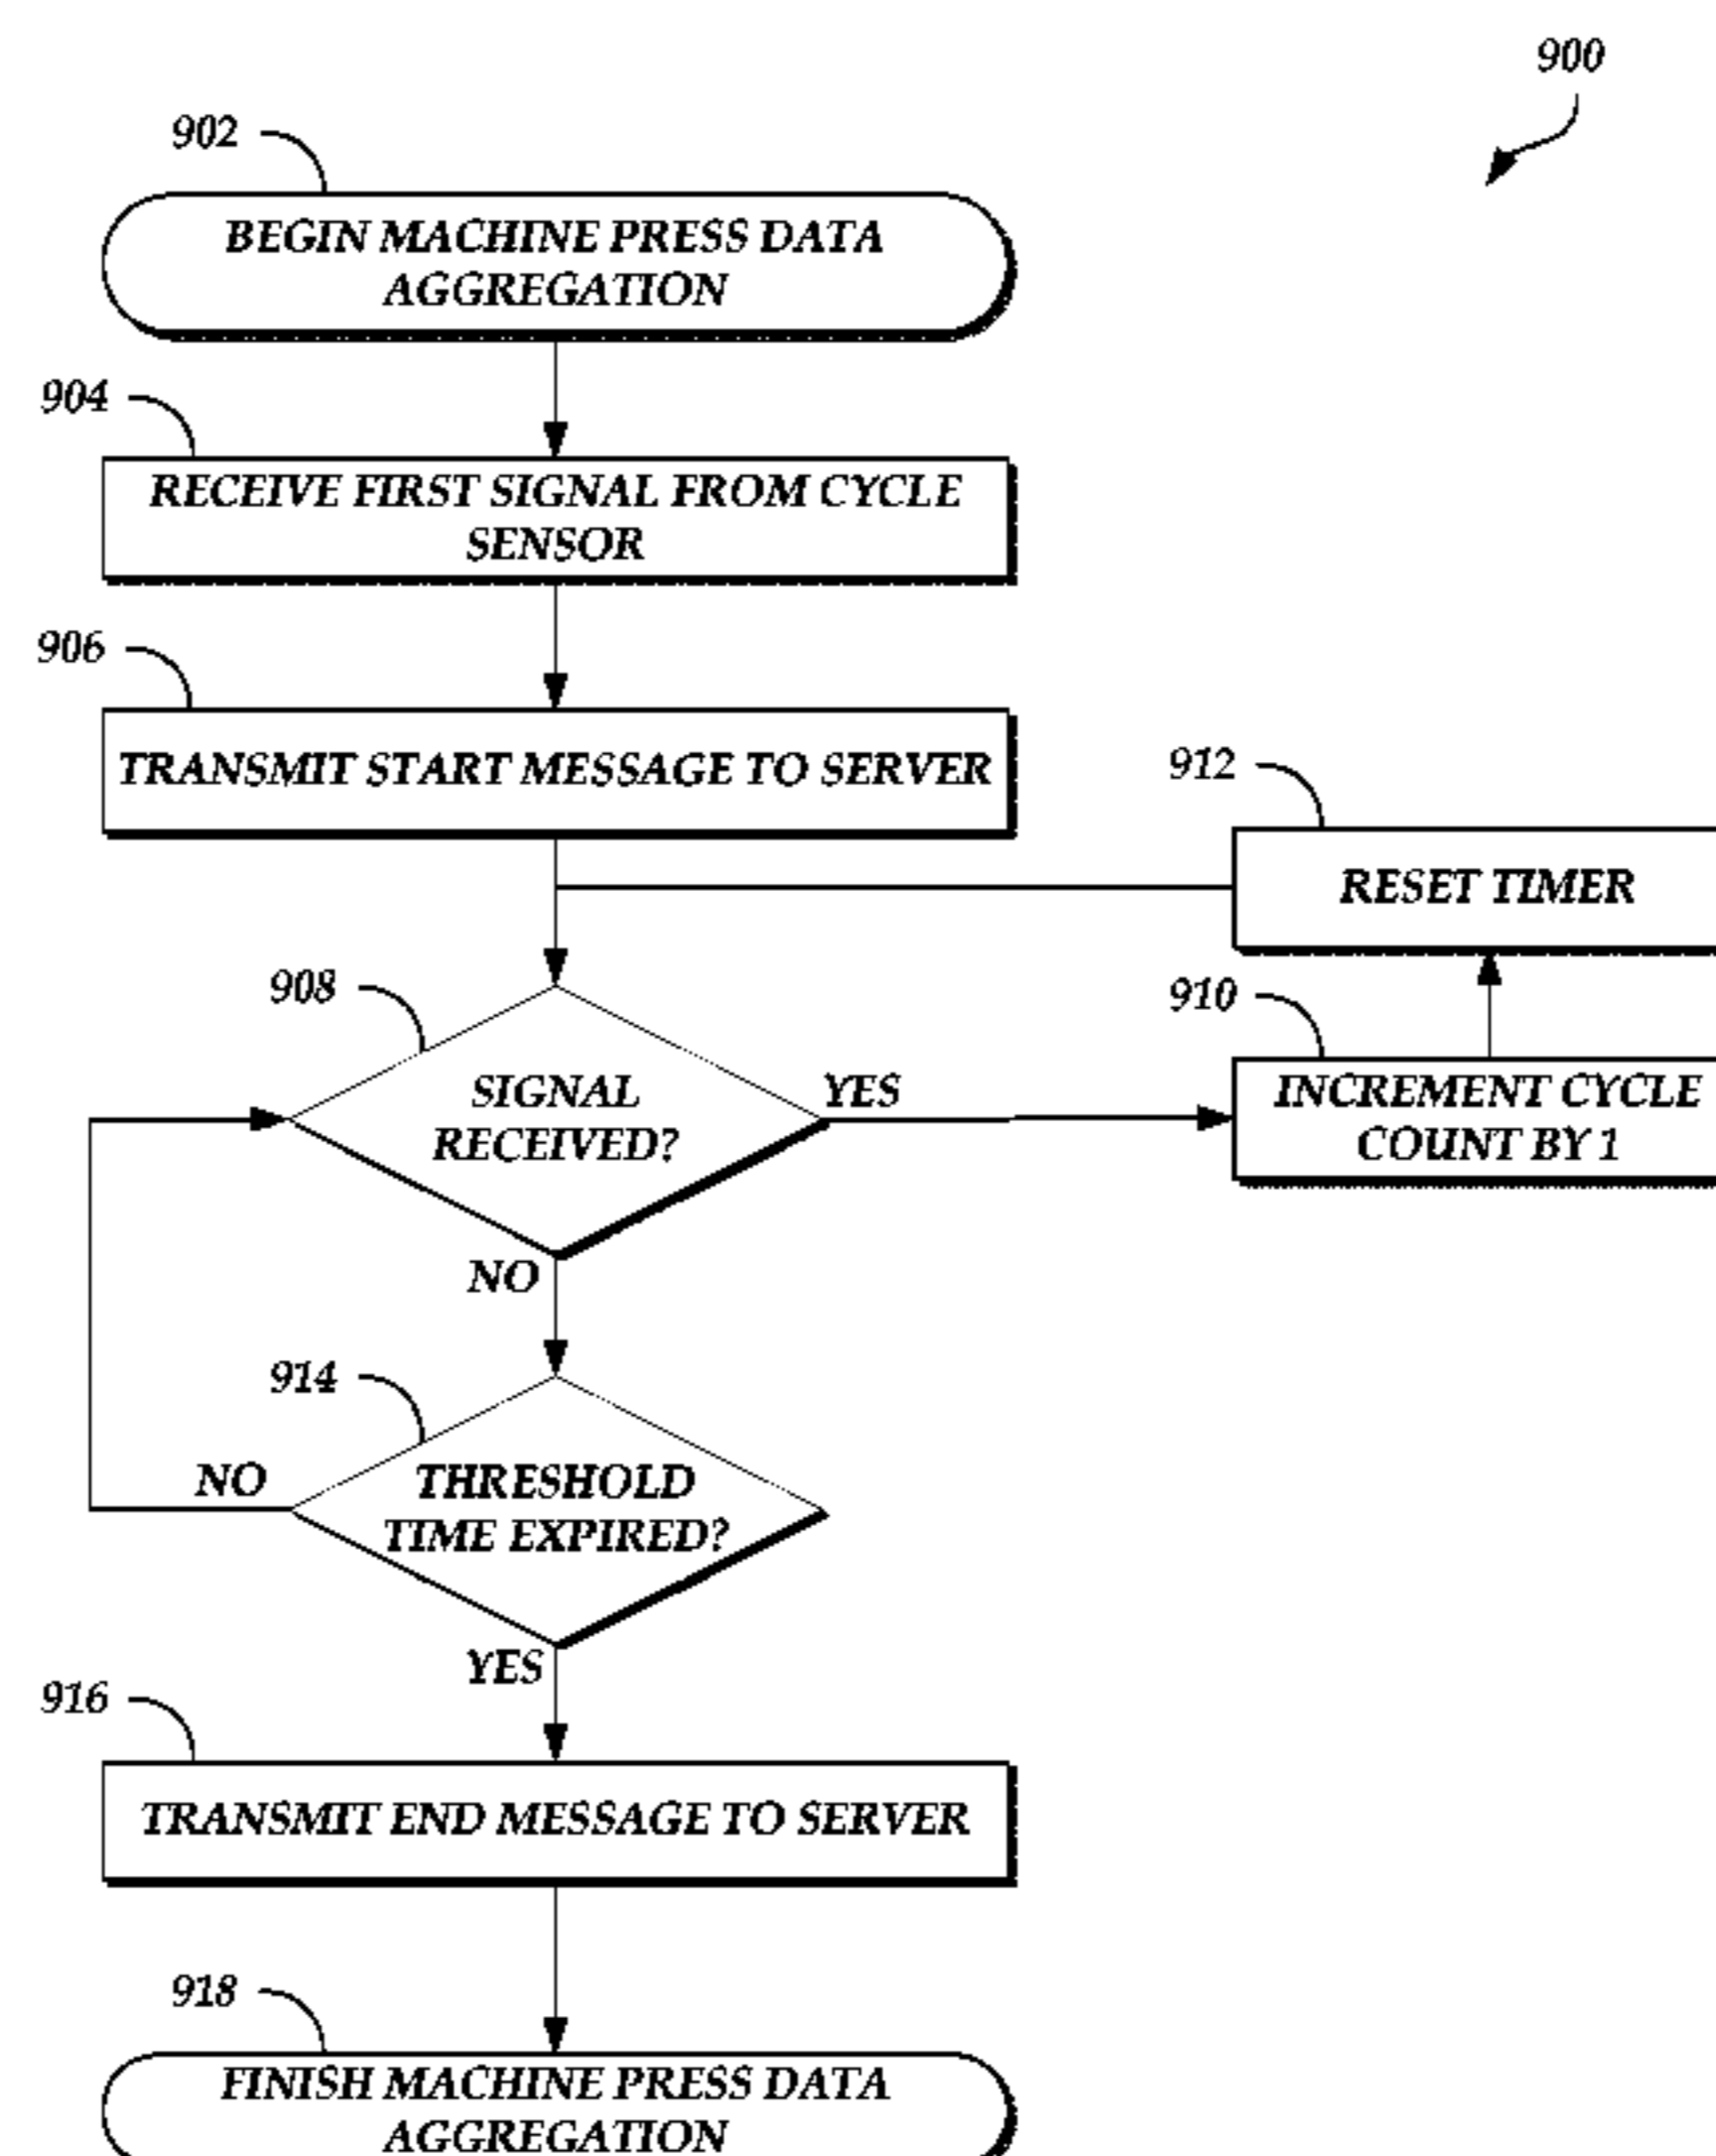 900
902
BEGIN MACHINE PRESS DATA
AGGREGATION
904
RECEIVE FIRST SIGNAL FROM CYCLE
SENSOR
906
TRANSMIT START MESSAGE TO SERVER
912
RESET TIMER
908
SIGNAL
RECEIVED?
YES
910
INCREMENT CYCLE
COUNT BY 1
NO
914
THRESHOLD
TIME EXPIRED?
NO
YES
916
TRANSMIT END MESSAGE TO SERVER
918
FINISH MACHINE PRESS DATA
AGGREGATION